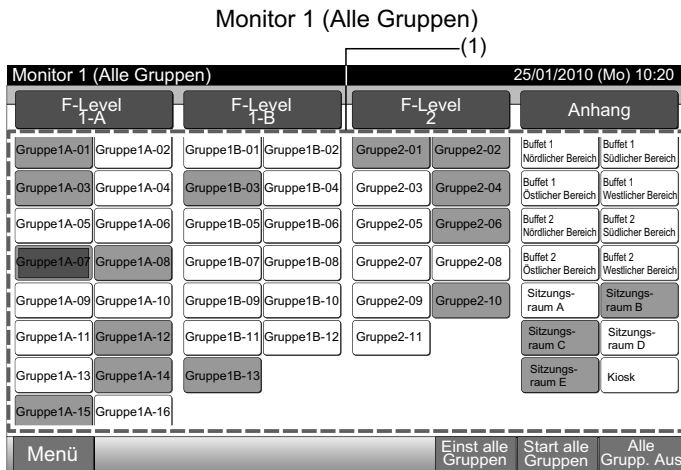 Monitor 1 (Alle Gruppen)
(1)
Monitor 1 (Alle Gruppen) 25/01/2010 (Mo) 10:20
F-Level
1-A
F-Level
1-B
F-Level
2
Anhang
Gruppe1A-01 Gruppe1A-02 Gruppe1B-01 Gruppe1B-02 Gruppe2-01 Gruppe2-02
Buffet 1
Nördlicher Bereich
Buffet 1
Südlicher Bereich
Gruppe1A-03 Gruppe1A-04 Gruppe1B-03 Gruppe1B-04 Gruppe2-03 Gruppe2-04
Buffet 1
Östlicher Bereich
Buffet 1
Westlicher Bereich
Gruppe1A-05 Gruppe1A-06 Gruppe1B-05 Gruppe1B-06 Gruppe2-05 Gruppe2-06
Buffet 2
Nördlicher Bereich
Buffet 2
Südlicher Bereich
Gruppe1A-07 Gruppe1A-08 Gruppe1B-07 Gruppe1B-08 Gruppe2-07 Gruppe2-08
Buffet 2
Östlicher Bereich
Buffet 2
Westlicher Bereich
Gruppe1A-09 Gruppe1A-10 Gruppe1B-09 Gruppe1B-10 Gruppe2-09 Gruppe2-10
Sitzungs-
raum A
Sitzungs-
raum B
Gruppe1A-11 Gruppe1A-12 Gruppe1B-11 Gruppe1B-12 Gruppe2-11
Sitzungs-
raum C
Sitzungs-
raum D
Gruppe1A-13 Gruppe1A-14 Gruppe1B-13
Sitzungs-
raum E
Kiosk
Gruppe1A-15 Gruppe1A-16
Menü
Einst alle
Gruppen
Start alle
Gruppen
Alle
Grupp. Aus